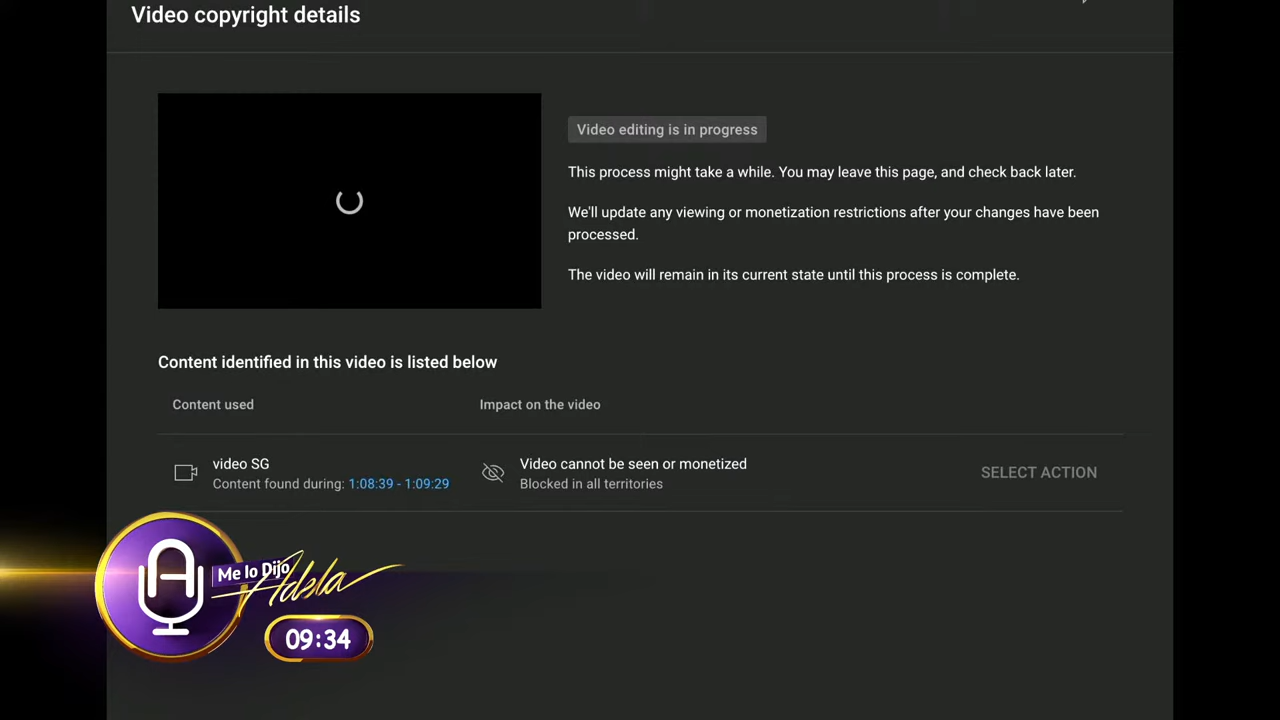 Video copyright details
Video editing is in progress
This process might take a while. You may leave this page, and check back later.
We'll update any viewing or monetization restrictions after your changes have been
processed.
The video will remain in its current state until this process is complete.
Content identified in this video is listed below
Content used
Impact on the video
video SG
Content found during: 1:08:39 - 1:09:29
Video cannot be seen or monetized
Blocked in all territories
SELECT ACTION
Me lo Dijo
Adela
09:34